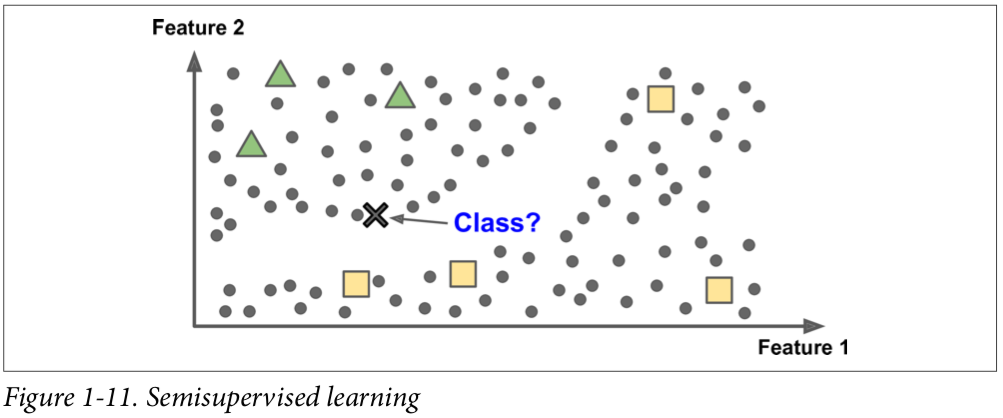 Feature 2
Class?
Feature 1
Figure 1-11. Semisupervised learning